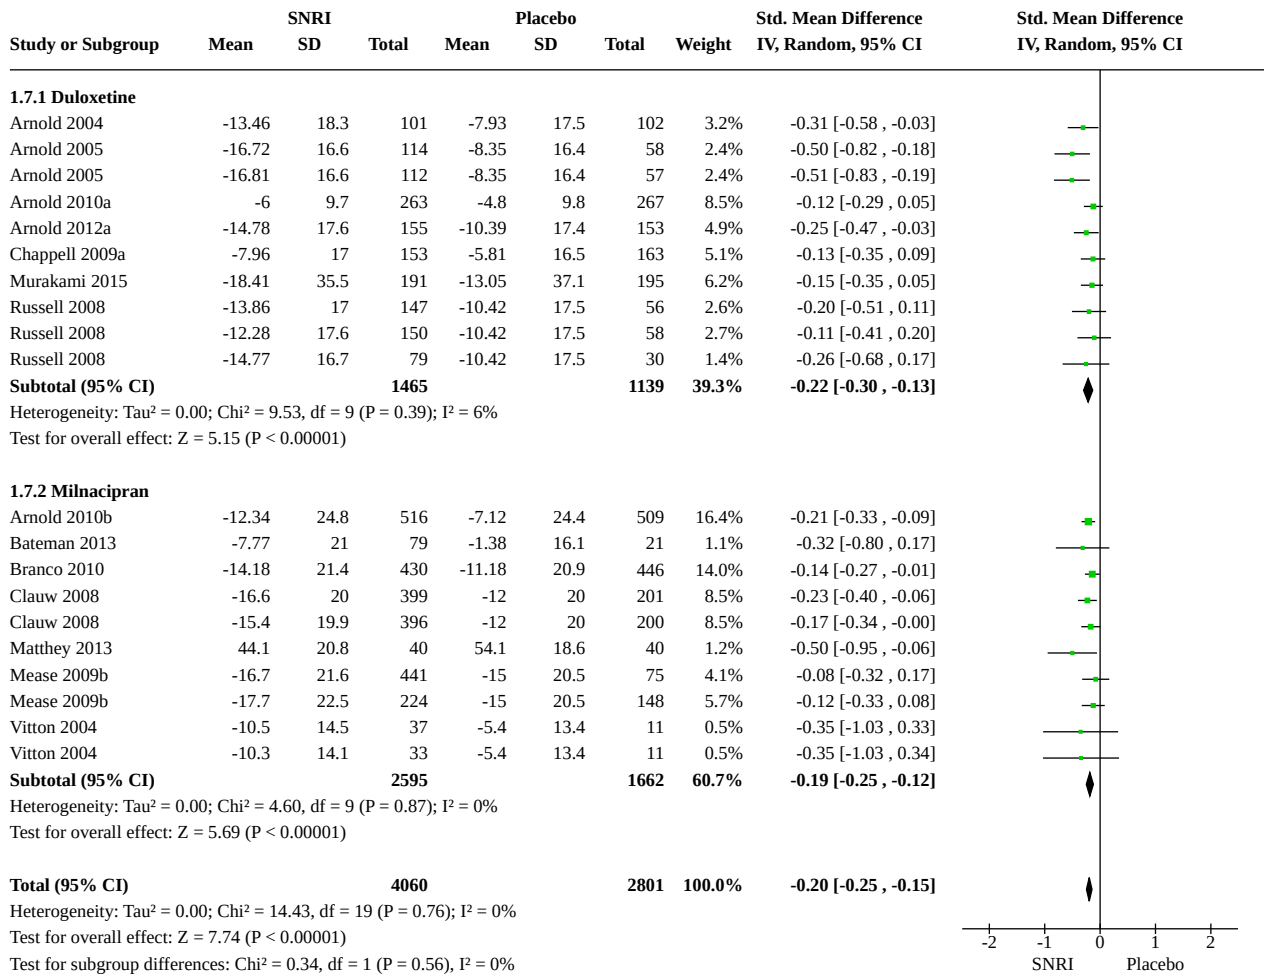 SNRI Placebo Std. Mean Difference Std. Mean Difference
Study or Subgroup Mean SD Total Mean SD Total Weight IV, Random, 95% CI IV, Random, 95% CI
1.7.1 Duloxetine
Arnold 2004 -13.46 18.3 101 -7.93 17.5 102 3.2% -0.31 [-0.58 , -0.03]
Arnold 2005 -16.72 16.6 114 -8.35 16.4 58 2.4% -0.50 [-0.82 , -0.18]
Arnold 2005 -16.81 16.6 112 -8.35 16.4 57 2.4% -0.51 [-0.83 , -0.19]
Arnold 2010a -6 9.7 263 -4.8 9.8 267 8.5% -0.12 [-0.29 , 0.05]
Arnold 2012a -14.78 17.6 155 -10.39 17.4 153 4.9% -0.25 [-0.47 , -0.03]
Chappell 2009a -7.96 17 153 -5.81 16.5 163 5.1% -0.13 [-0.35 , 0.09]
Murakami 2015 -18.41 35.5 191 -13.05 37.1 195 6.2% -0.15 [-0.35 , 0.05]
Russell 2008 -13.86 17 147 -10.42 17.5 56 2.6% -0.20 [-0.51 , 0.11]
Russell 2008 -12.28 17.6 150 -10.42 17.5 58 2.7% -0.11 [-0.41 , 0.20]
Russell 2008 -14.77 16.7 79 -10.42 17.5 30 1.4% -0.26 [-0.68 , 0.17]
Subtotal (95% CI) 1465 1139 39.3% -0.22 [-0.30 , -0.13]
Heterogeneity: Tau² = 0.00; Chi² = 9.53, df = 9 (P = 0.39); I² = 6%
Test for overall effect: Z = 5.15 (P < 0.00001)
1.7.2 Milnacipran
Arnold 2010b -12.34 24.8 516 -7.12 24.4 509 16.4% -0.21 [-0.33 , -0.09]
Bateman 2013 -7.77 21 79 -1.38 16.1 21 1.1% -0.32 [-0.80 , 0.17]
Branco 2010 -14.18 21.4 430 -11.18 20.9 446 14.0% -0.14 [-0.27 , -0.01]
Clauw 2008 -16.6 20 399 -12 20 201 8.5% -0.23 [-0.40 , -0.06]
Clauw 2008 -15.4 19.9 396 -12 20 200 8.5% -0.17 [-0.34 , -0.00]
Matthey 2013 44.1 20.8 40 54.1 18.6 40 1.2% -0.50 [-0.95 , -0.06]
Mease 2009b -16.7 21.6 441 -15 20.5 75 4.1% -0.08 [-0.32 , 0.17]
Mease 2009b -17.7 22.5 224 -15 20.5 148 5.7% -0.12 [-0.33 , 0.08]
Vitton 2004 -10.5 14.5 37 -5.4 13.4 11 0.5% -0.35 [-1.03 , 0.33]
Vitton 2004 -10.3 14.1 33 -5.4 13.4 11 0.5% -0.35 [-1.03 , 0.34]
Subtotal (95% CI) 2595 1662 60.7% -0.19 [-0.25 , -0.12]
Heterogeneity: Tau² = 0.00; Chi² = 4.60, df = 9 (P = 0.87); I² = 0%
Test for overall effect: Z = 5.69 (P < 0.00001)
Total (95% CI) 4060 2801 100.0% -0.20 [-0.25 , -0.15]
Heterogeneity: Tau² = 0.00; Chi² = 14.43, df = 19 (P = 0.76); I² = 0%
Test for overall effect: Z = 7.74 (P < 0.00001)
-2 -1 0 1 2
Test for subgroup differences: Chi² = 0.34, df = 1 (P = 0.56), I² = 0%
SNRI Placebo